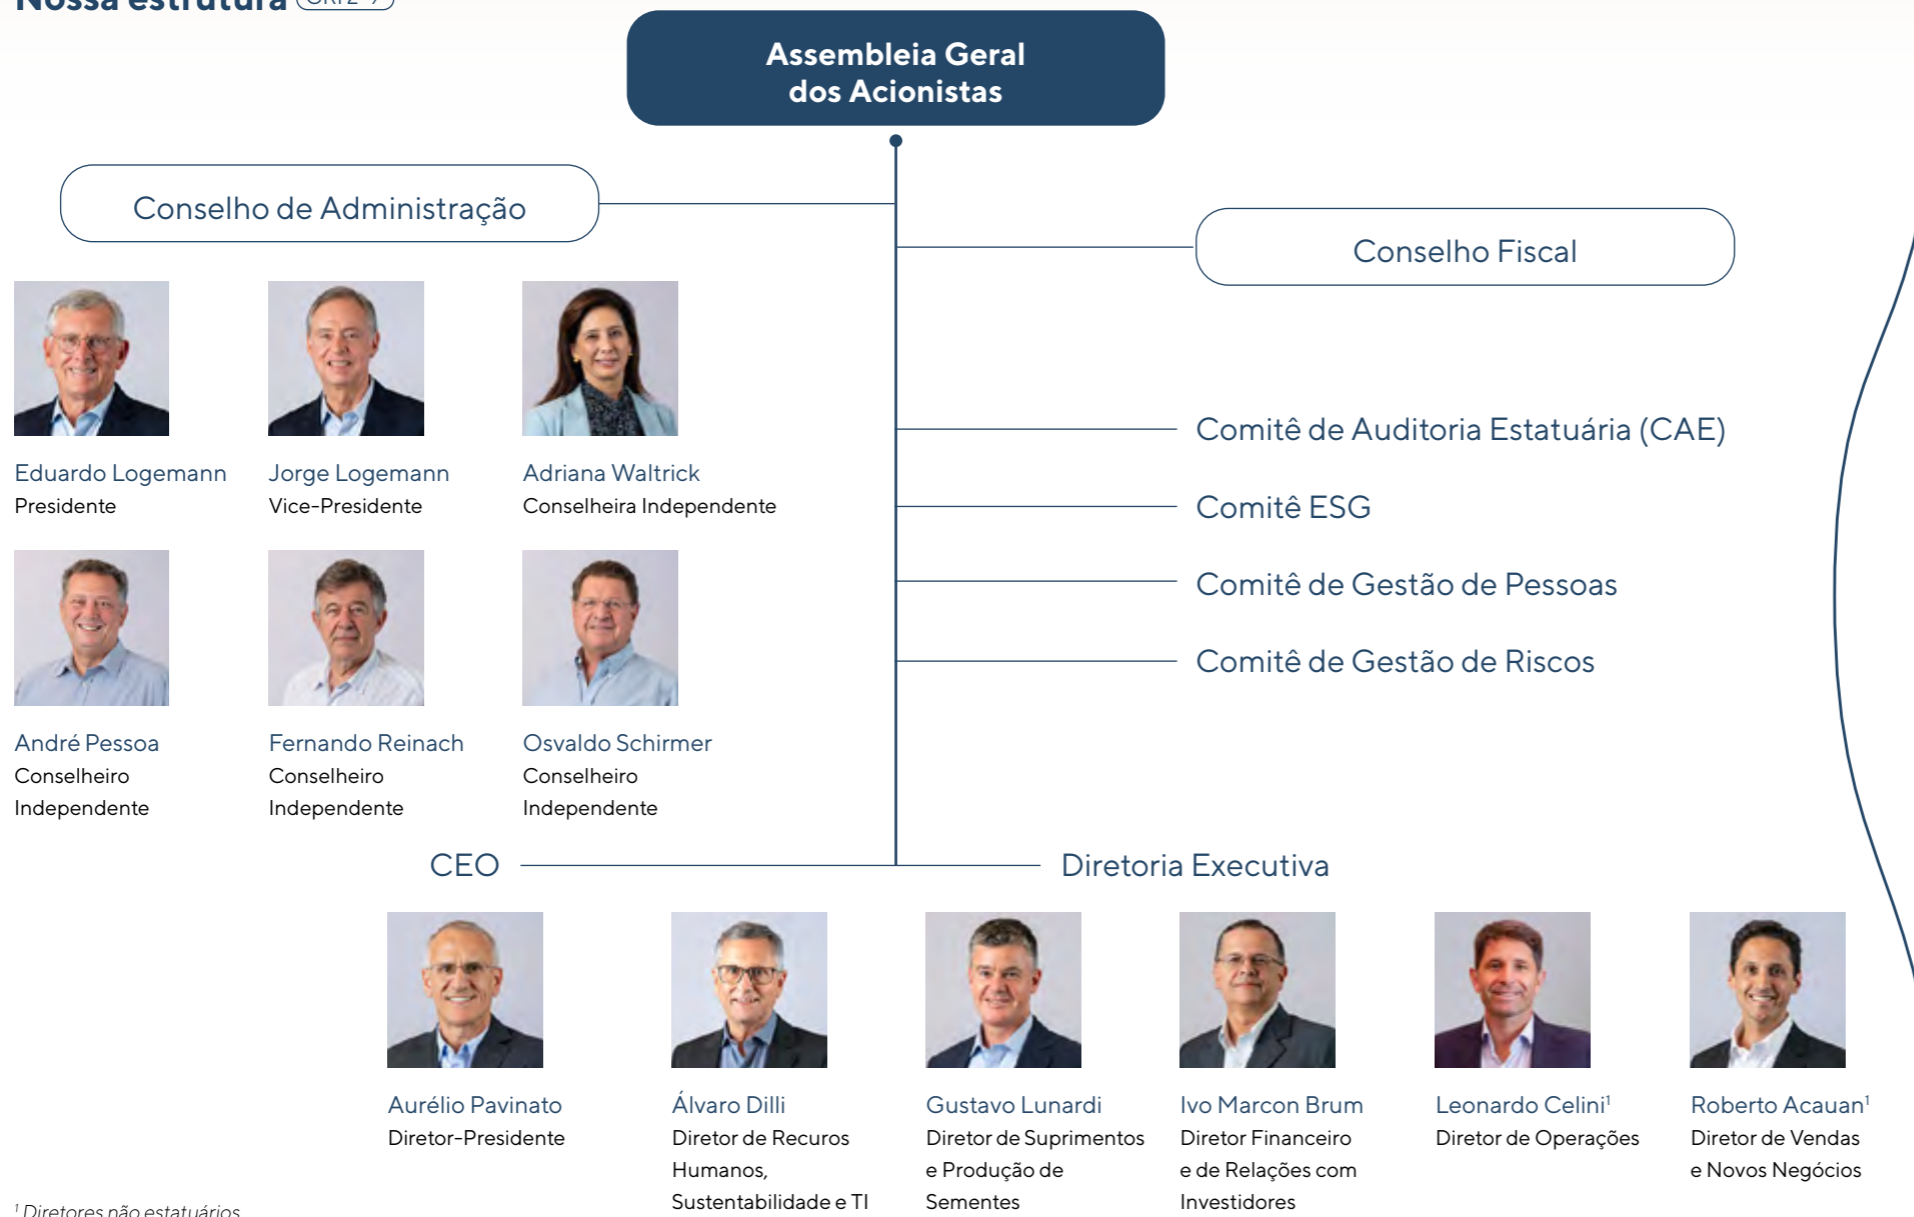 Nossa estrutura GRI 2-9
Assembleia Geral
dos Acionistas
Conselho de Administração
Conselho Fiscal
Eduardo Logemann
Presidente
Jorge Logemann
Vice-Presidente
Adriana Waltrick
Conselheira Independente
André Pessoa
Conselheiro
Independente
Fernando Reinach
Conselheiro
Independente
Osvaldo Schirmer
Conselheiro
Independente
Comitê de Auditoria Estatuária (CAE)
Comitê ESG
Comitê de Gestão de Pessoas
Comitê de Gestão de Riscos
CEO
Diretoria Executiva
Aurélio Pavinato
Diretor-Presidente
Álvaro Dilli
Diretor de Recuros
Humanos,
Sustentabilidade e TI
Gustavo Lunardi
Diretor de Suprimentos
e Produção de
Sementes
Ivo Marcon Brum
Diretor Financeiro
e de Relações com
Investidores
Leonardo Celini¹
Diretor de Operações
Roberto Acauan¹
Diretor de Vendas
e Novos Negócios
¹ Diretores não estatuários